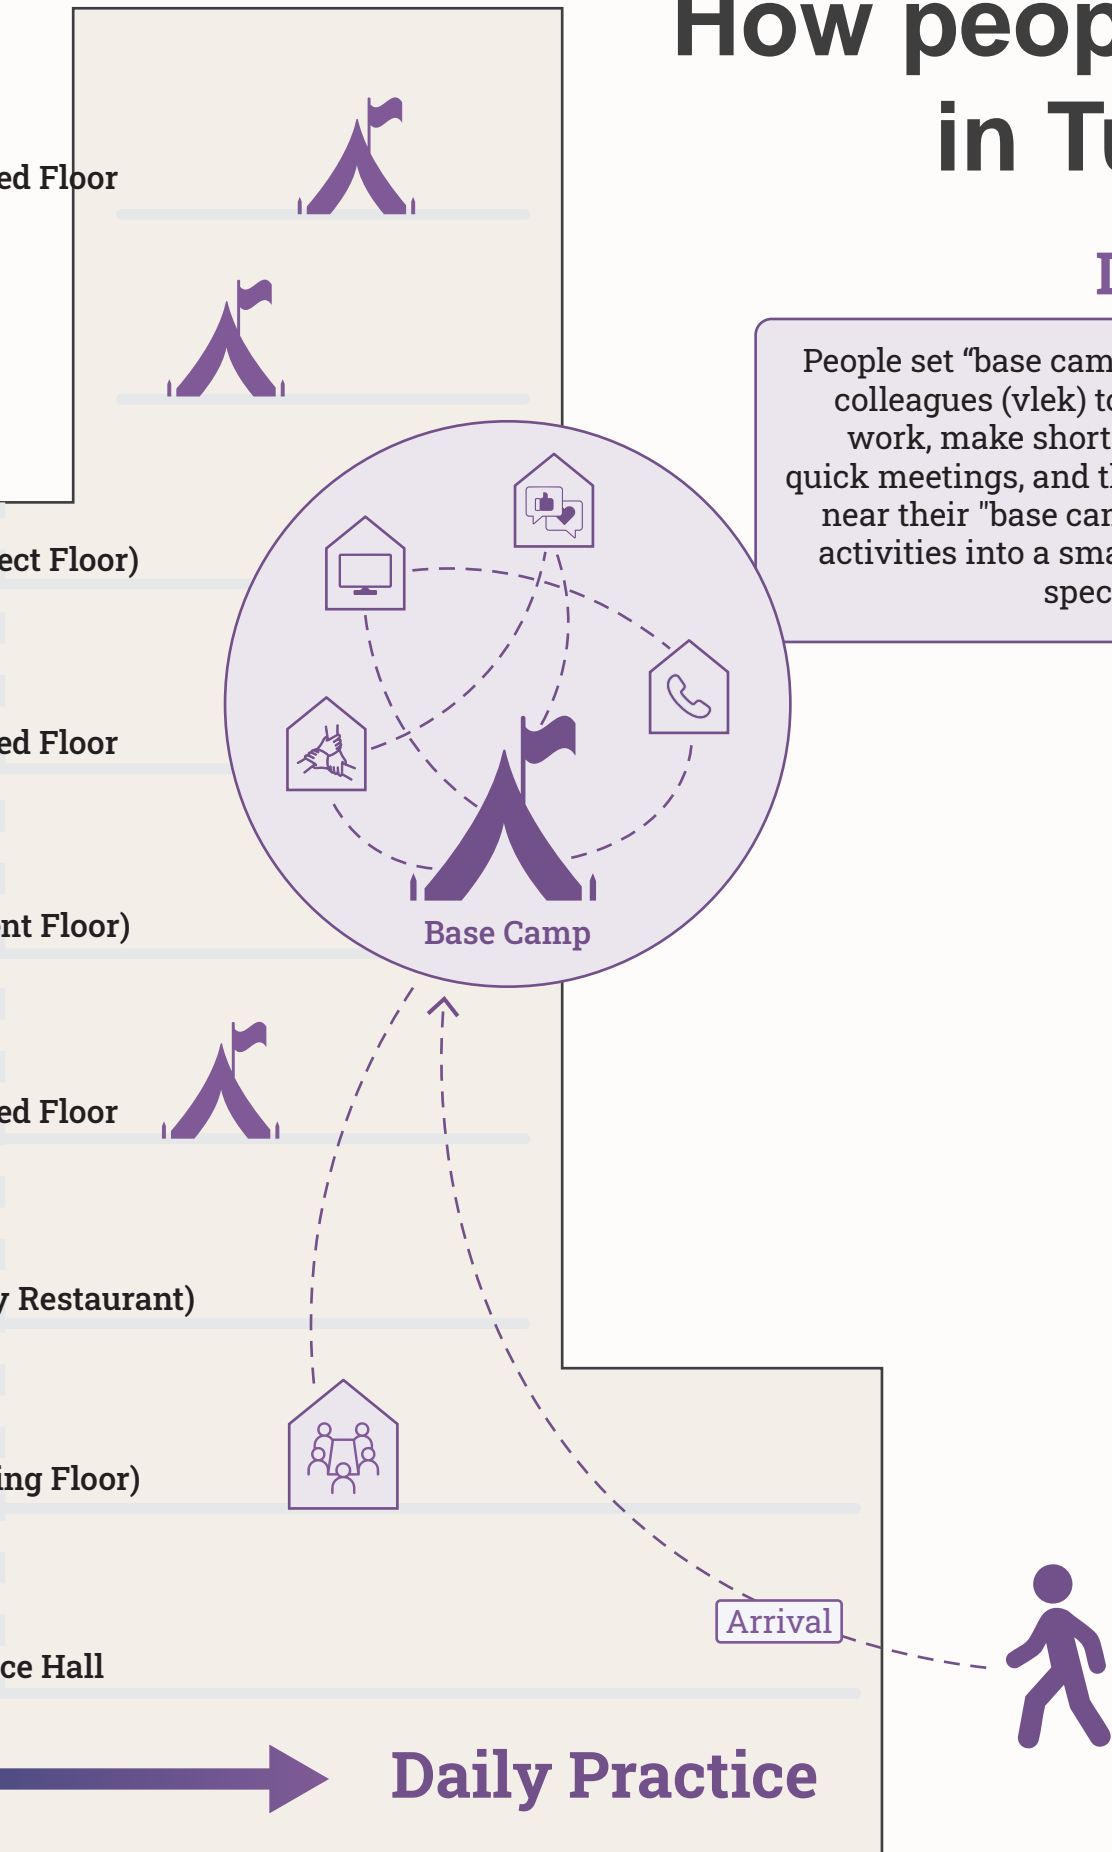 How peop
in Tu
ed Floor
People set “base cam
colleagues (vlek) to
work, make short
quick meetings, and th
near their "base cam
activities into a sma
spec
ect Floor)
ed Floor
nt Floor)
Base Camp
ed Floor
y Restaurant)
ing Floor)
Arrival
ce Hall
Daily Practice